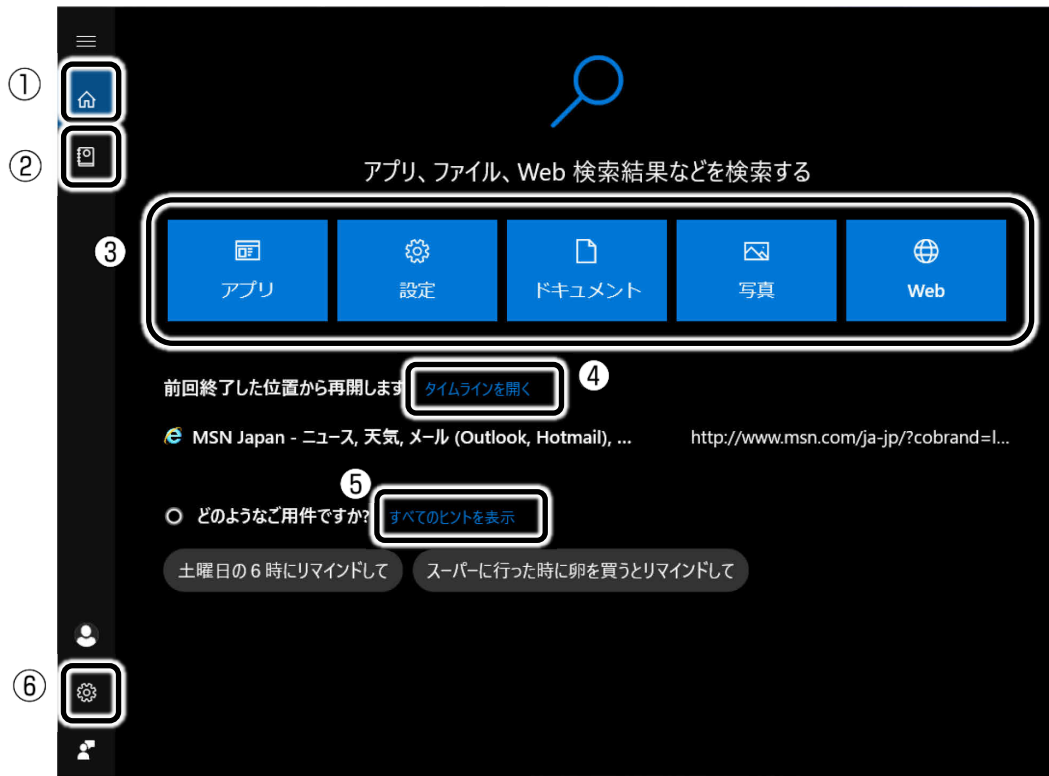 ①
②
アプリ、ファイル、Web 検索結果などを検索する
③
アプリ 設定 ドキュメント 写真 Web
前回終了した位置から再開します タイムラインを開く ④
MSN Japan - ニュース, 天気, メール (Outlook, Hotmail), ... http://www.msn.com/ja-jp/?cobrand=l...
⑤
どのようなご用件ですか? すべてのヒントを表示
土曜日の 6 時にリマインドして スーパーに行った時に卵を買うとリマインドして
⑥